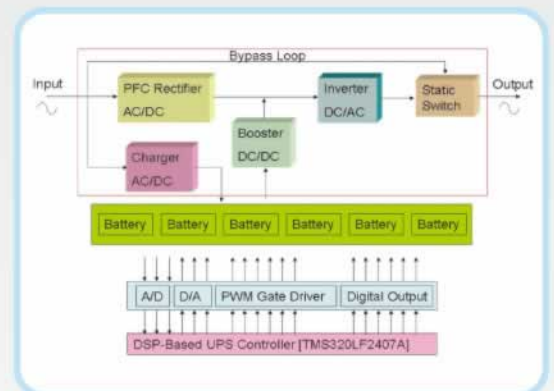 Bypass Loop
Input
PFC Rectifier
AC/DC
Inverter
DC/AC
Static
Switch
Output
Booster
DC/DC
Charger
AC/DC
Battery Battery Battery Battery Battery Battery
A/D D/A PWM Gate Driver Digital Output
DSP-Based UPS Controller [TMS320LF2407A]